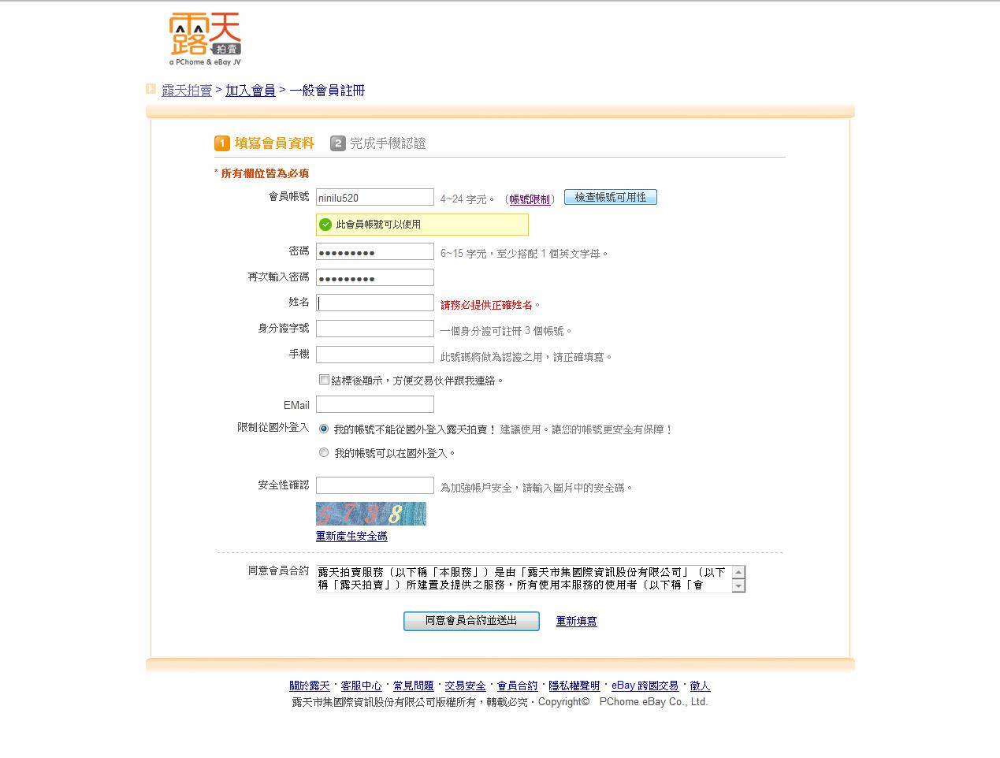 露天
拍賣
a PChome & eBay JV
露天拍賣 > 加入會員 > 一般會員註冊
1 填寫會員資料 2 完成手機認證
* 所有欄位皆為必填
會員帳號 ninilu520 4~24 字元。（帳號限制） 檢查帳號可用性
此會員帳號可以使用
密碼 ●●●●●●●●● 6~15 字元，至少搭配 1 個英文字母。
再次輸入密碼 ●●●●●●●●●
姓名 請務必提供正確姓名。
身分證字號 一個身分證可註冊 3 個帳號。
手機 此號碼將做為認證之用，請正確填寫。
結標後顯示，方便交易伙伴跟我連絡。
EMail
限制從國外登入 我的帳號不能從國外登入露天拍賣！ 建議使用。讓您的帳號更安全有保障！
我的帳號可以在國外登入。
安全性確認 為加強帳戶安全，請輸入圖片中的安全碼。
5738
重新產生安全碼
同意會員合約 露天拍賣服務（以下稱「本服務」）是由「露天市集國際資訊股份有限公司」（以下
稱「露天拍賣」）所建置及提供之服務，所有使用本服務的使用者（以下稱「會
同意會員合約並送出 重新填寫
關於露天・客服中心・常見問題・交易安全・會員合約・隱私權聲明・eBay 跨國交易・徵人
露天市集國際資訊股份有限公司版權所有，轉載必究・Copyright© PChome eBay Co., Ltd.